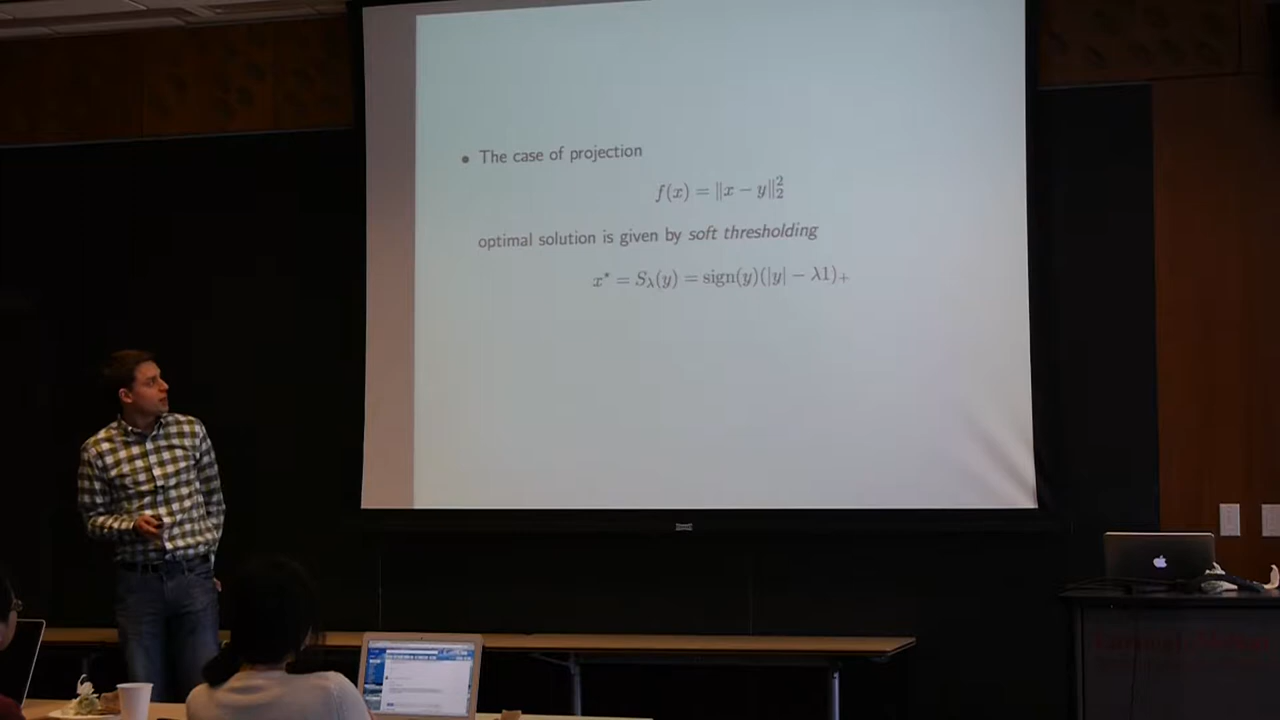 • The case of projection
f(x) = ‖x − y‖₂²
optimal solution is given by soft thresholding
x* = S_λ(y) = sign(y)(|y| − λ1)₊